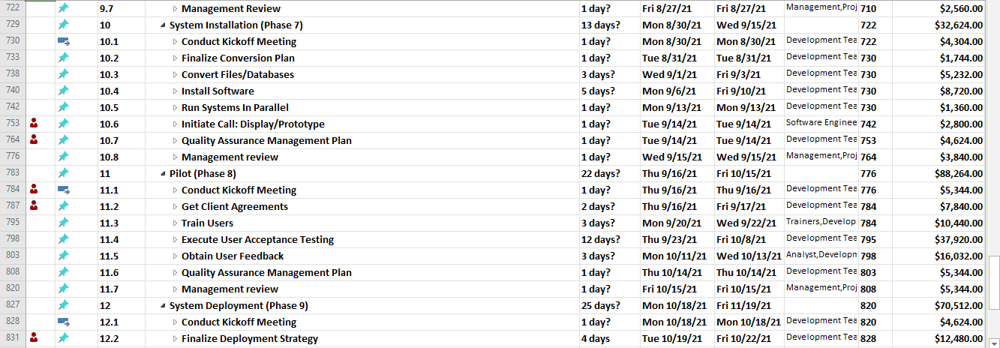 722 9.7 Management Review 1 day? Fri 8/27/21 Fri 8/27/21 Management,Proj 710 $2,560.00
729 10 System Installation (Phase 7) 13 days? Mon 8/30/21 Wed 9/15/21 722 $32,624.00
730 10.1 Conduct Kickoff Meeting 1 day? Mon 8/30/21 Mon 8/30/21 Development Tea 722 $4,304.00
733 10.2 Finalize Conversion Plan 1 day? Tue 8/31/21 Tue 8/31/21 Development Tea 730 $1,744.00
738 10.3 Convert Files/Databases 3 days? Wed 9/1/21 Fri 9/3/21 Development Tea 730 $5,232.00
740 10.4 Install Software 5 days? Mon 9/6/21 Fri 9/10/21 Development Tea 730 $8,720.00
742 10.5 Run Systems In Parallel 1 day? Mon 9/13/21 Mon 9/13/21 Development Tea 730 $1,360.00
753 10.6 Initiate Call: Display/Prototype 1 day? Tue 9/14/21 Tue 9/14/21 Software Enginee 742 $2,800.00
764 10.7 Quality Assurance Management Plan 1 day? Tue 9/14/21 Tue 9/14/21 Development Tea 753 $4,624.00
776 10.8 Management review 1 day? Wed 9/15/21 Wed 9/15/21 Management,Proj 764 $3,840.00
783 11 Pilot (Phase 8) 22 days? Thu 9/16/21 Fri 10/15/21 776 $88,264.00
784 11.1 Conduct Kickoff Meeting 1 day? Thu 9/16/21 Thu 9/16/21 Development Tea 776 $5,344.00
787 11.2 Get Client Agreements 2 days? Thu 9/16/21 Fri 9/17/21 Development Tea 784 $7,840.00
795 11.3 Train Users 3 days? Mon 9/20/21 Wed 9/22/21 Trainers,Develop 784 $10,440.00
798 11.4 Execute User Acceptance Testing 12 days? Thu 9/23/21 Fri 10/8/21 Development Tea 795 $37,920.00
803 11.5 Obtain User Feedback 3 days? Mon 10/11/21 Wed 10/13/21 Analyst,Developn 798 $16,032.00
808 11.6 Quality Assurance Management Plan 1 day? Thu 10/14/21 Thu 10/14/21 Development Tea 803 $5,344.00
820 11.7 Management review 1 day? Fri 10/15/21 Fri 10/15/21 Management,Proj 808 $5,344.00
827 12 System Deployment (Phase 9) 25 days? Mon 10/18/21 Fri 11/19/21 820 $70,512.00
828 12.1 Conduct Kickoff Meeting 1 day? Mon 10/18/21 Mon 10/18/21 Development Tea 820 $4,624.00
831 12.2 Finalize Deployment Strategy 4 days Tue 10/19/21 Fri 10/22/21 Development Tea 828 $12,480.00